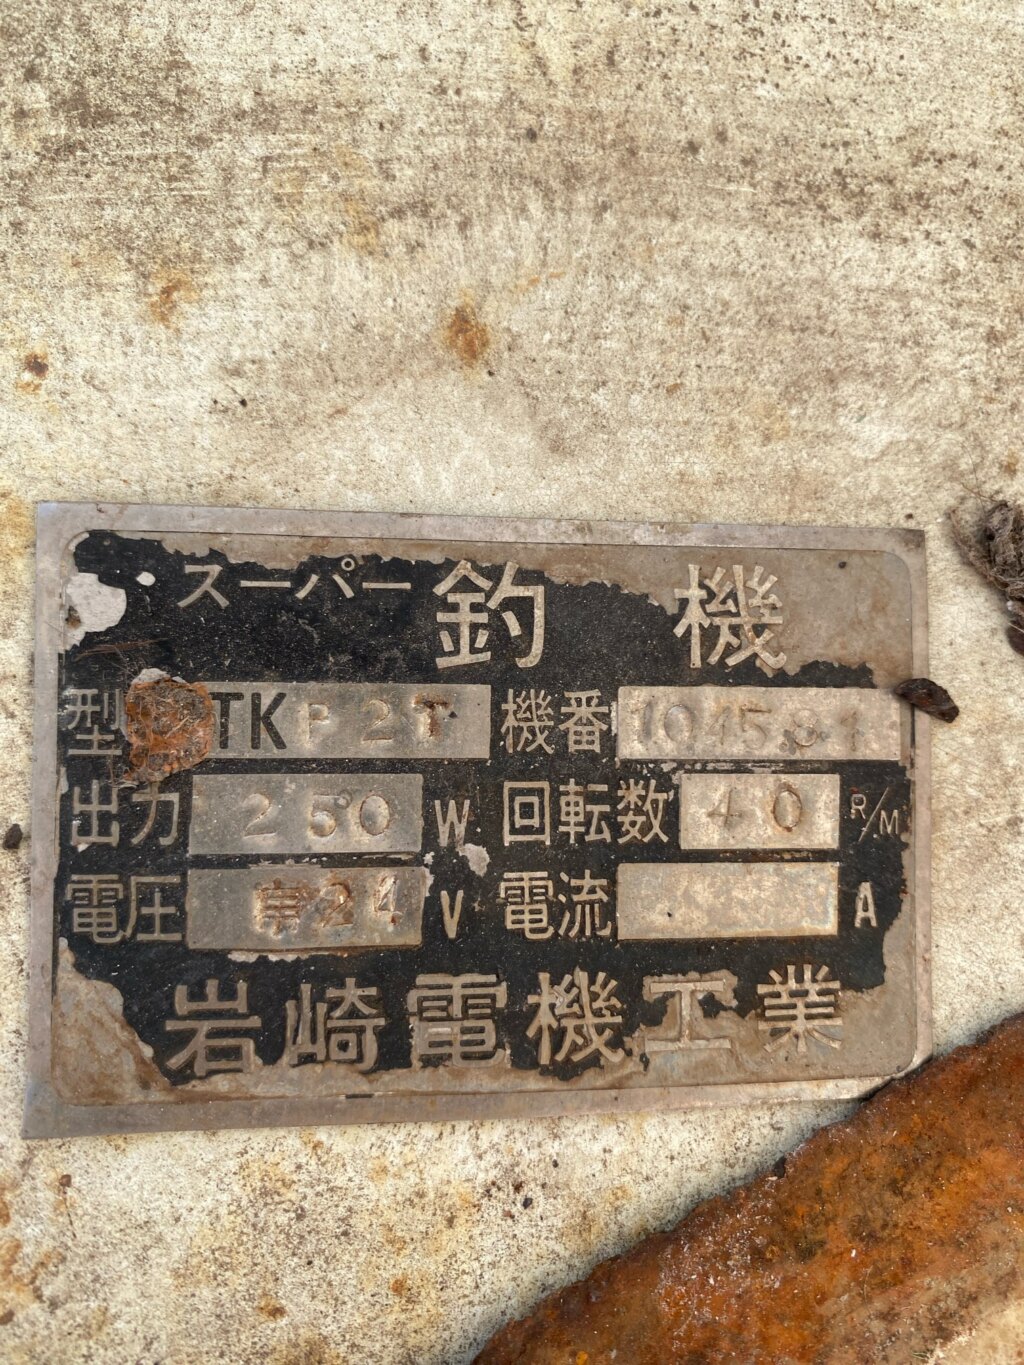 スーパー 釣機
型 TKP2T 機番 104584
出力 250 W 回転数 40 R/M
電圧 24 V 電流 A
岩崎電機工業